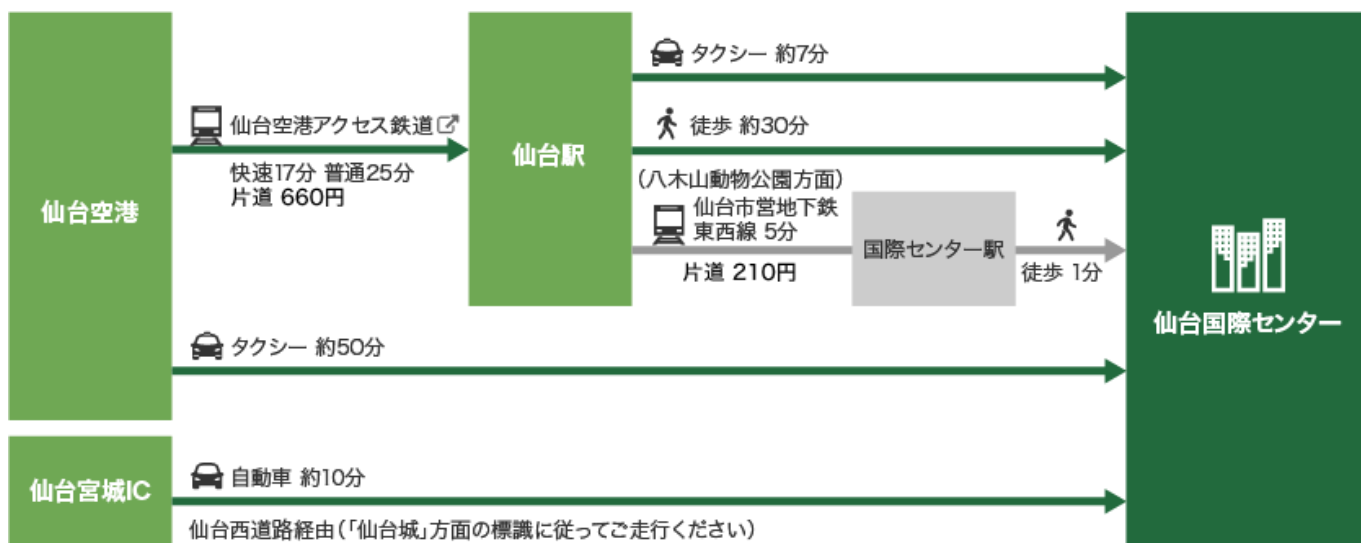 仙台空港
仙台空港アクセス鉄道
快速17分 普通25分
片道 660円
仙台駅
タクシー 約7分
徒歩 約30分
(八木山動物公園方面)
仙台市営地下鉄
東西線 5分
片道 210円
国際センター駅
徒歩 1分
仙台国際センター
タクシー 約50分
仙台宮城IC
自動車 約10分
仙台西道路経由(「仙台城」方面の標識に従ってご走行ください)